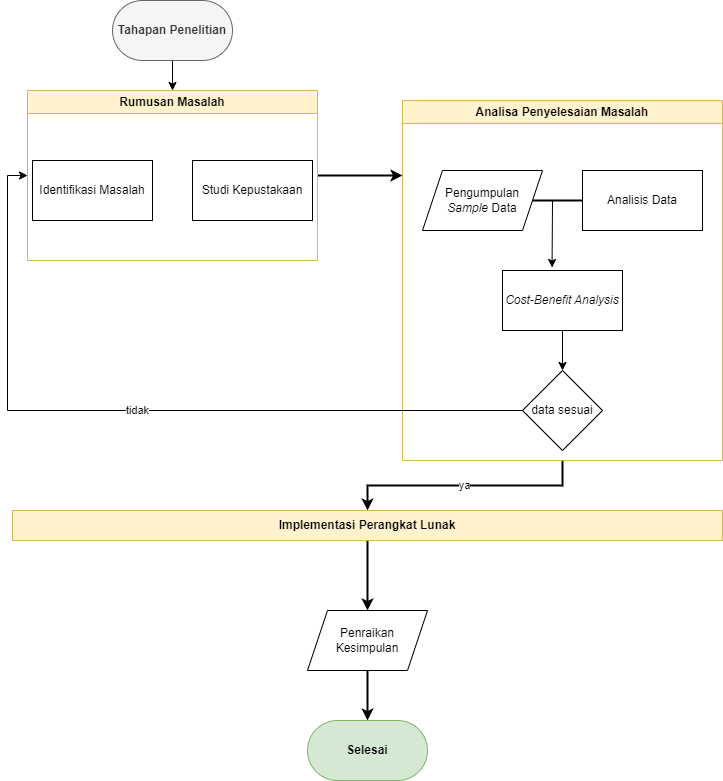 Tahapan Penelitian
Rumusan Masalah
Identifikasi Masalah
Studi Kepustakaan
Analisa Penyelesaian Masalah
Pengumpulan
Sample Data
Analisis Data
Cost-Benefit Analysis
data sesuai
tidak
ya
Implementasi Perangkat Lunak
Penraikan
Kesimpulan
Selesai